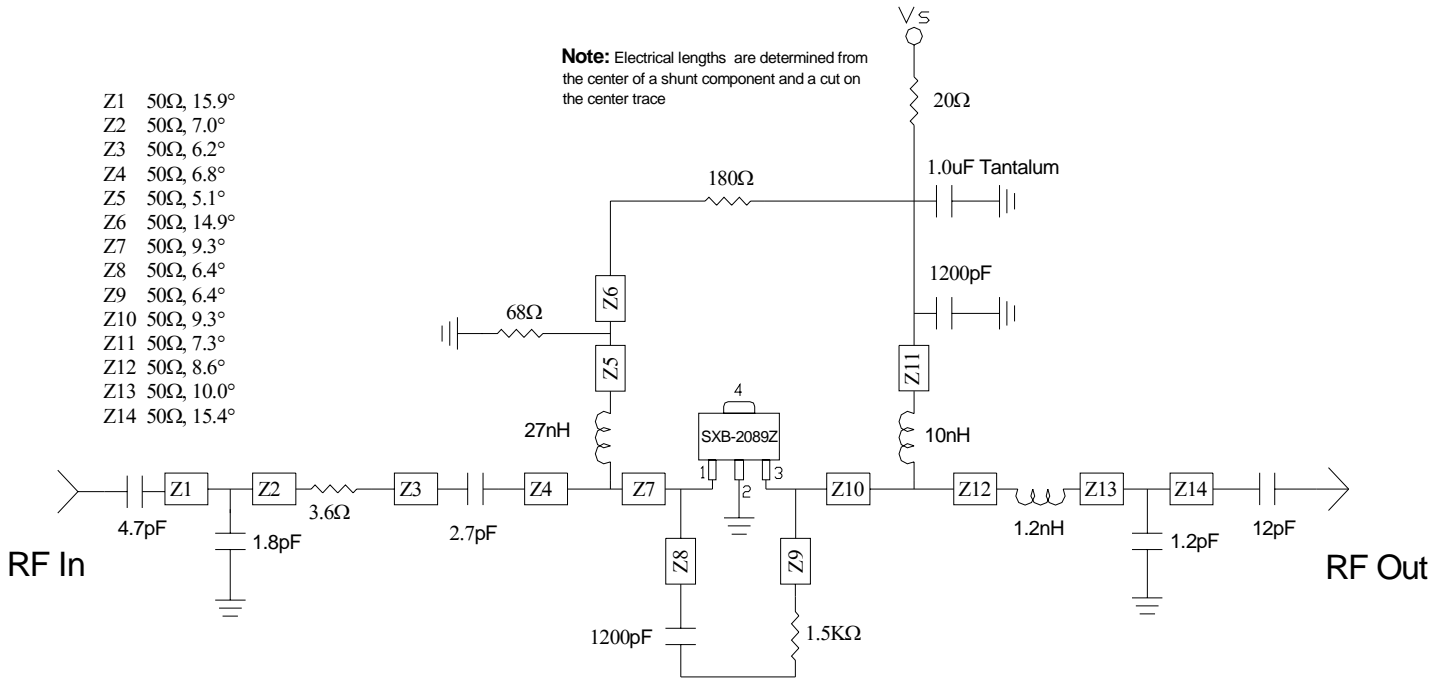 Vs
Note: Electrical lengths are determined from
the center of a shunt component and a cut on
the center trace
20Ω
Z1 50Ω, 15.9°
Z2 50Ω, 7.0°
Z3 50Ω, 6.2°
Z4 50Ω, 6.8°
Z5 50Ω, 5.1°
Z6 50Ω, 14.9°
Z7 50Ω, 9.3°
Z8 50Ω, 6.4°
Z9 50Ω, 6.4°
Z10 50Ω, 9.3°
Z11 50Ω, 7.3°
Z12 50Ω, 8.6°
Z13 50Ω, 10.0°
Z14 50Ω, 15.4°
180Ω
1.0uF Tantalum
1200pF
Z6
68Ω
Z5
Z11
4
27nH
SXB-2089Z
10nH
1
2
3
Z1
Z2
Z3
Z4
Z7
Z10
Z12
Z13
Z14
4.7pF
3.6Ω
2.7pF
1.2nH
12pF
1.8pF
1.2pF
RF In
RF Out
Z8
Z9
1200pF
1.5KΩ